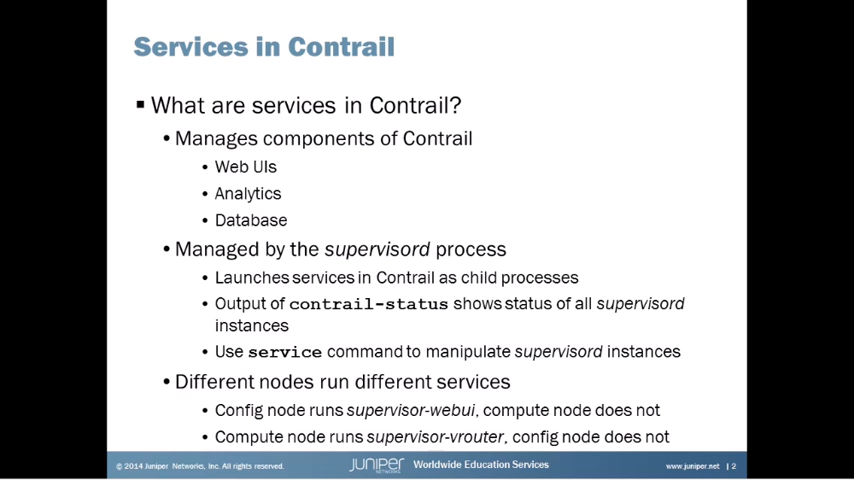 Services in Contrail
▪ What are services in Contrail?
• Manages components of Contrail
• Web UIs
• Analytics
• Database
• Managed by the supervisord process
• Launches services in Contrail as child processes
• Output of contrail-status shows status of all supervisord
instances
• Use service command to manipulate supervisord instances
• Different nodes run different services
• Config node runs supervisor-webui, compute node does not
• Compute node runs supervisor-vrouter, config node does not
© 2014 Juniper Networks, Inc. All rights reserved.
JUNIPER NETWORKS
Worldwide Education Services
www.juniper.net | 2